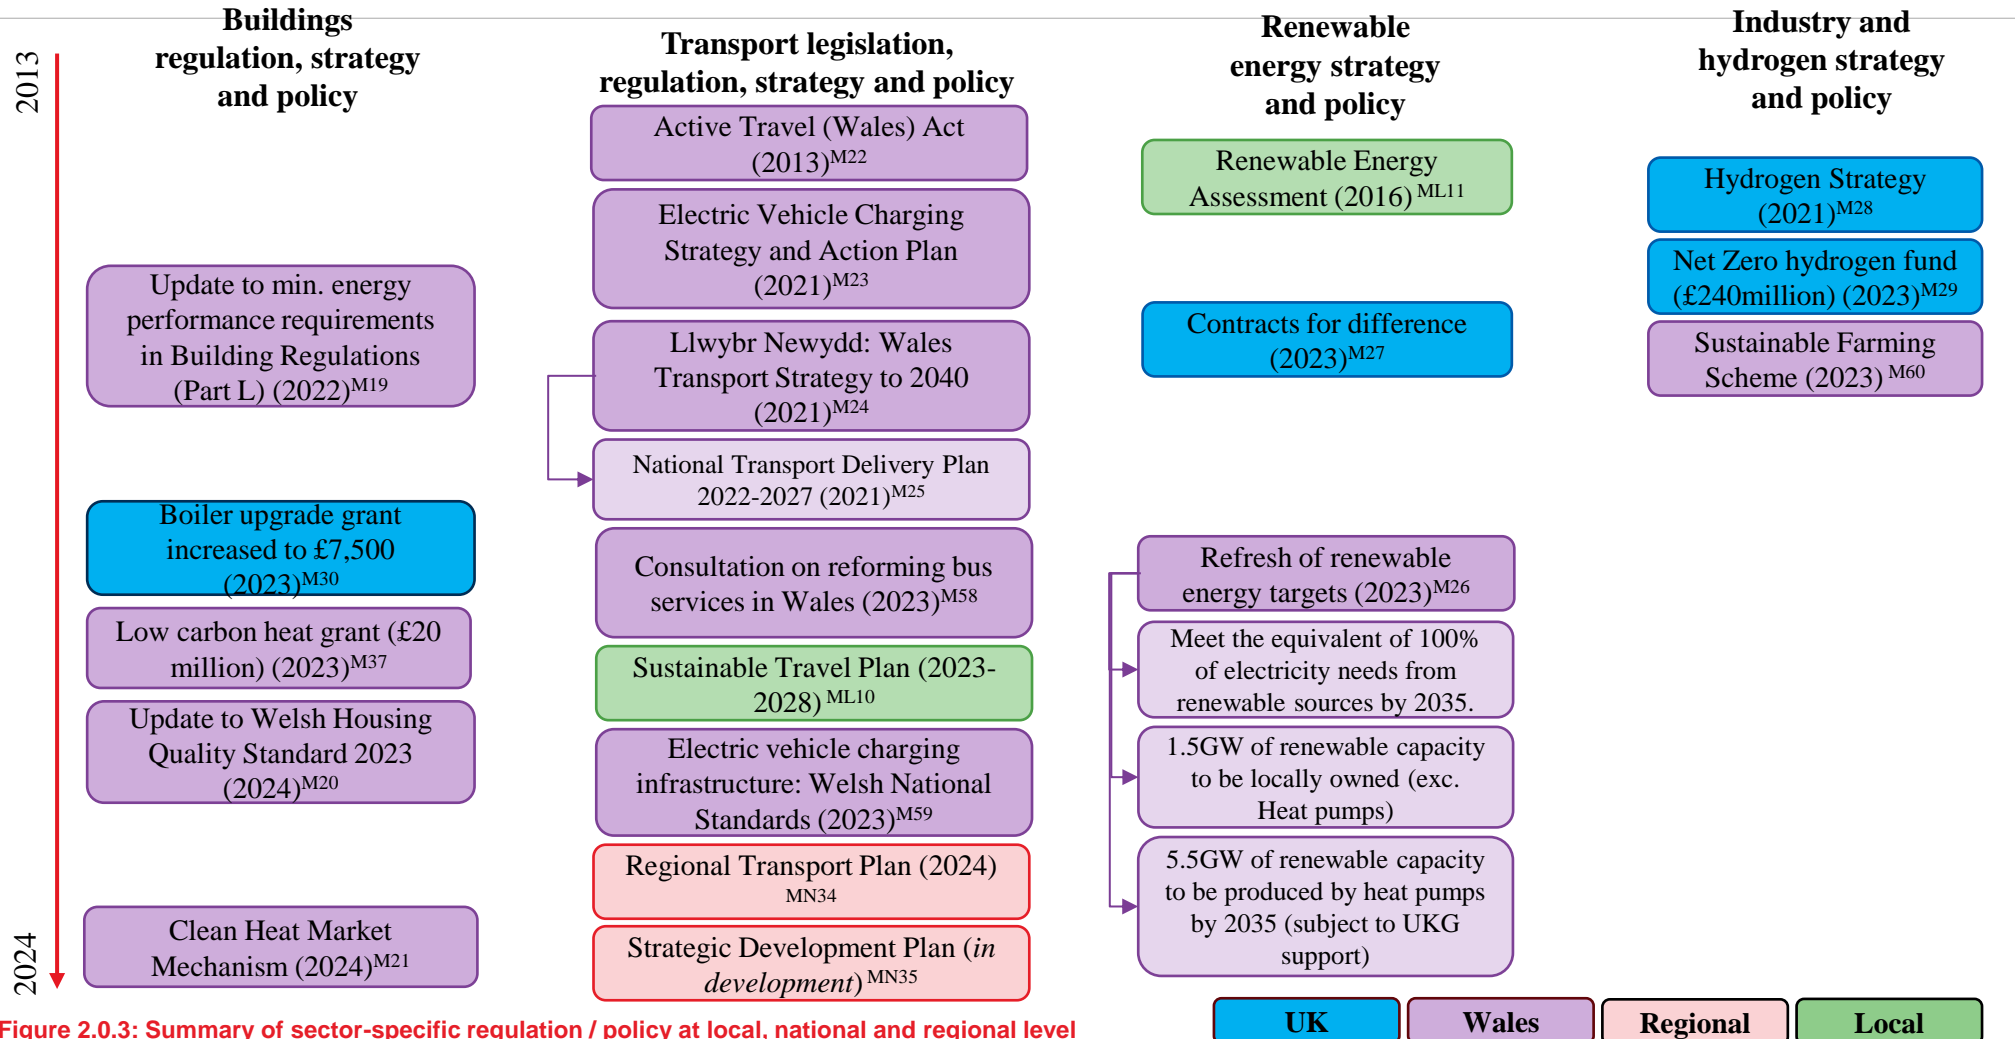 2013
2024
Buildings
regulation, strategy
and policy
Update to min. energy
performance requirements
in Building Regulations
(Part L) (2022)M19
Boiler upgrade grant
increased to £7,500
(2023)M30
Low carbon heat grant (£20
million) (2023)M37
Update to Welsh Housing
Quality Standard 2023
(2024)M20
Clean Heat Market
Mechanism (2024)M21
Transport legislation,
regulation, strategy and policy
Active Travel (Wales) Act
(2013)M22
Electric Vehicle Charging
Strategy and Action Plan
(2021)M23
Llwybr Newydd: Wales
Transport Strategy to 2040
(2021)M24
National Transport Delivery Plan
2022-2027 (2021)M25
Consultation on reforming bus
services in Wales (2023)M58
Sustainable Travel Plan (2023-
2028) ML10
Electric vehicle charging
infrastructure: Welsh National
Standards (2023)M59
Regional Transport Plan (2024)
MN34
Strategic Development Plan (in
development) MN35
Renewable
energy strategy
and policy
Renewable Energy
Assessment (2016) ML11
Contracts for difference
(2023)M27
Refresh of renewable
energy targets (2023)M26
Meet the equivalent of 100%
of electricity needs from
renewable sources by 2035.
1.5GW of renewable capacity
to be locally owned (exc.
Heat pumps)
5.5GW of renewable capacity
to be produced by heat pumps
by 2035 (subject to UKG
support)
Industry and
hydrogen strategy
and policy
Hydrogen Strategy
(2021)M28
Net Zero hydrogen fund
(£240million) (2023)M29
Sustainable Farming
Scheme (2023) M60
UK
Wales
Regional
Local
Figure 2.0.3: Summary of sector-specific regulation / policy at local, national and regional level